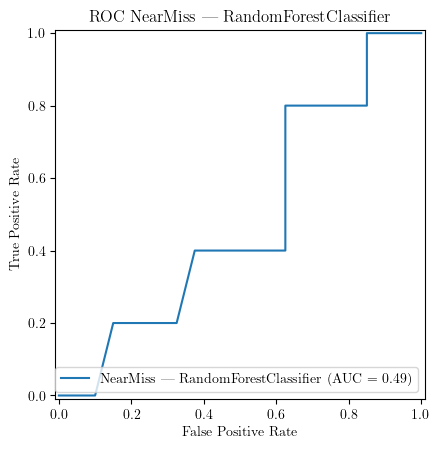 ROC NearMiss — RandomForestClassifier
1.0
0.8
0.6
0.4
0.2
0.0
True Positive Rate
NearMiss — RandomForestClassifier (AUC = 0.49)
0.0 0.2 0.4 0.6 0.8 1.0
False Positive Rate